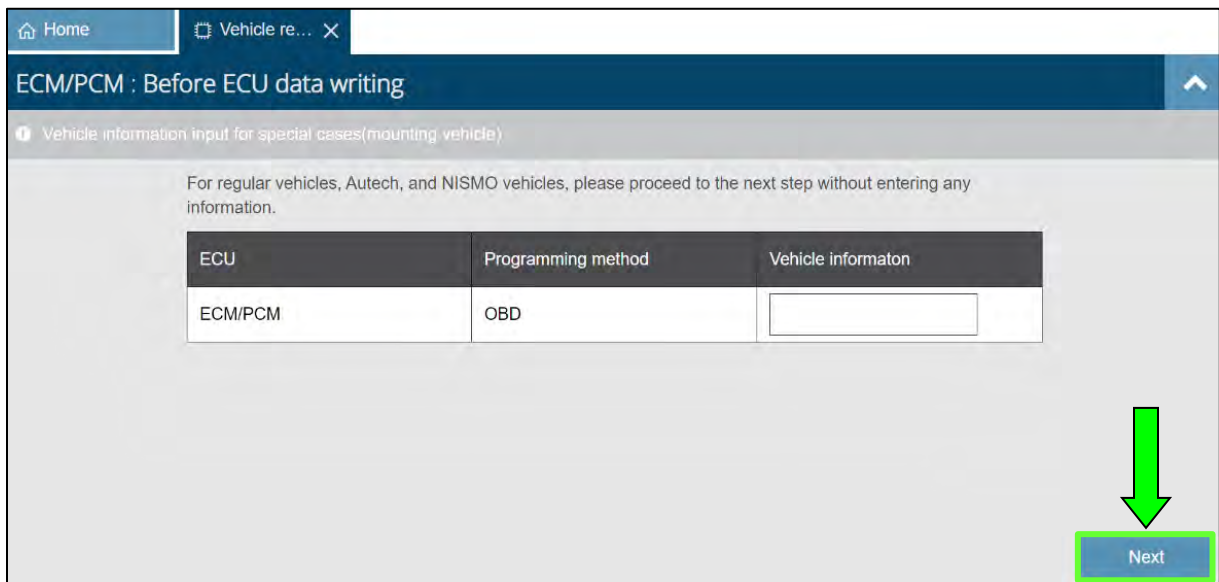 Home
Vehicle re... X
ECM/PCM : Before ECU data writing
Vehicle information input for special cases(mounting vehicle)
For regular vehicles, Autech, and NISMO vehicles, please proceed to the next step without entering any
information.
ECU Programming method Vehicle informaton
ECM/PCM OBD
Next